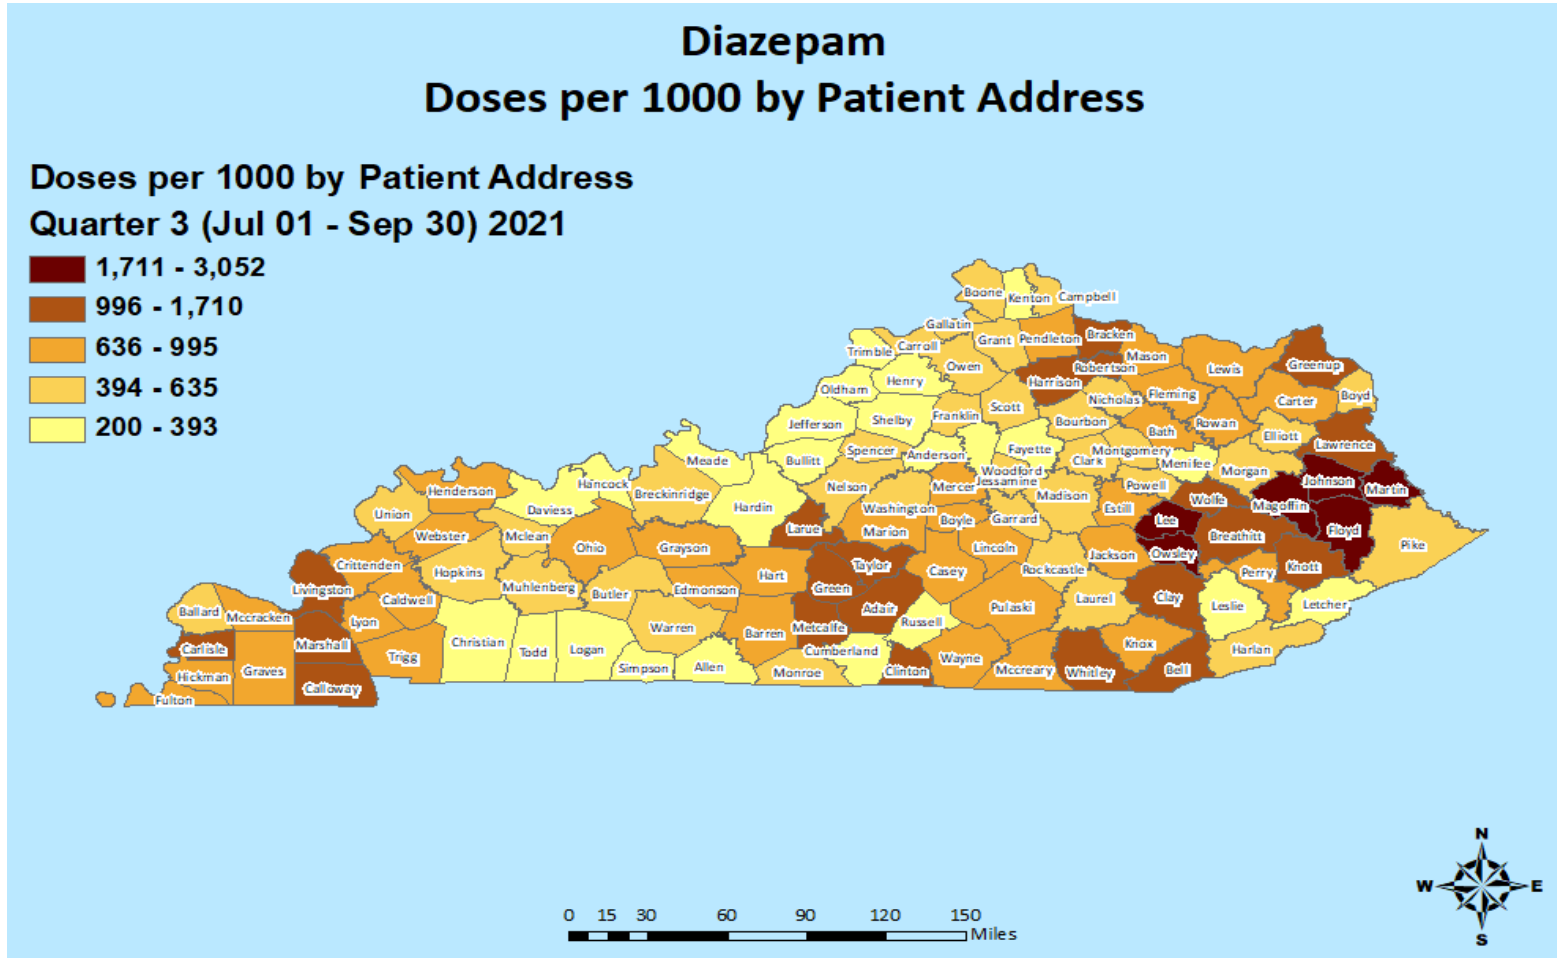 Diazepam
Doses per 1000 by Patient Address
Doses per 1000 by Patient Address
Quarter 3 (Jul 01 - Sep 30) 2021
1,711 - 3,052
996 - 1,710
636 - 995
394 - 635
200 - 393
Boone
Kenton
Campbell
Gallatin
Grant
Pendleton
Bracken
Trimble
Carroll
Owen
Mason
Robertson
Harrison
Lewis
Greenup
Oldham
Henry
Nicholas
Fleming
Carter
Boyd
Jefferson
Shelby
Franklin
Scott
Bourbon
Bath
Rowan
Elliott
Lawrence
Meade
Bullitt
Spencer
Anderson
Fayette
Woodford
Clark
Montgomery
Menifee
Morgan
Johnson
Martin
Henderson
Hancock
Breckinridge
Hardin
Nelson
Mercer
Jessamine
Madison
Powell
Wolfe
Magoffin
Union
Daviess
Washington
Larue
Marion
Boyle
Garrard
Estill
Lee
Floyd
Webster
Mclean
Ohio
Grayson
Lincoln
Jackson
Owsley
Breathitt
Pike
Crittenden
Hopkins
Hart
Taylor
Casey
Rockcastle
Perry
Knott
Livingston
Muhlenberg
Butler
Edmonson
Green
Ballard
Mccracken
Caldwell
Lyon
Warren
Barren
Metcalfe
Adair
Russell
Pulaski
Laurel
Clay
Leslie
Letcher
Carlisle
Marshall
Trigg
Christian
Todd
Logan
Simpson
Allen
Monroe
Cumberland
Clinton
Wayne
Mccreary
Whitley
Knox
Bell
Harlan
Hickman
Graves
Calloway
Fulton
N
W
E
S
0 15 30 60 90 120 150
Miles